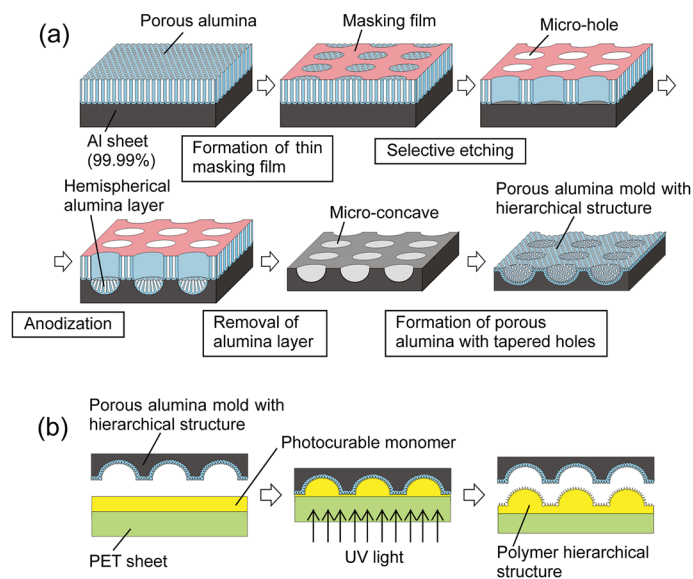 (a)
Porous alumina
Masking film
Micro-hole
Al sheet
(99.99%)
Formation of thin
masking film
Selective etching
Hemispherical
alumina layer
Micro-concave
Porous alumina mold with
hierarchical structure
Anodization
Removal of
alumina layer
Formation of porous
alumina with tapered holes
(b)
Porous alumina mold with
hierarchical structure
Photocurable monomer
PET sheet
UV light
Polymer hierarchical
structure